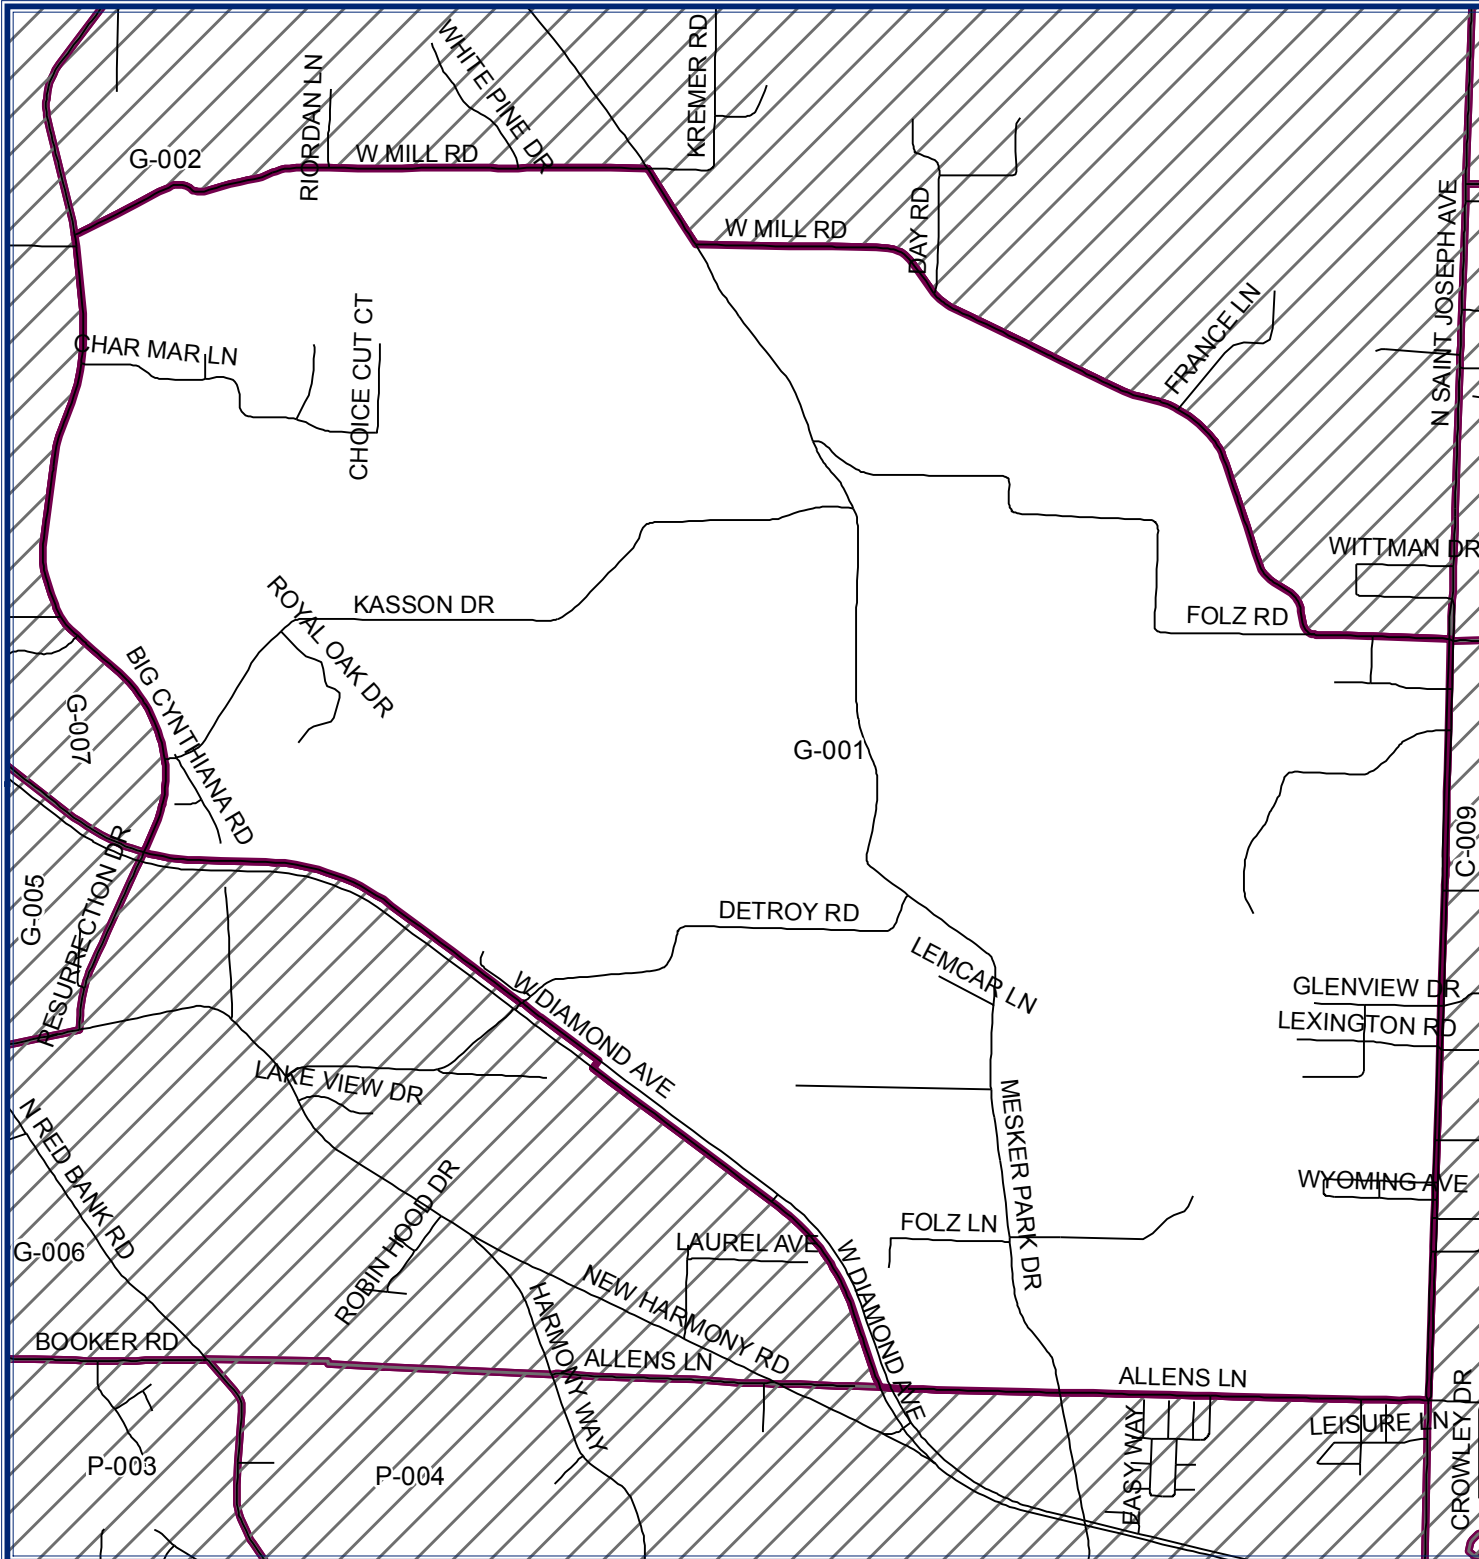 WHITE PINE DR
KREMER RD
RIORDAN LN
G-002
W MILL RD
W MILL RD
DAY RD
N SAINT JOSEPH AVE
FRANCE LN
CHAR MAR LN
CHOICE CUT CT
WITTMAN DR
ROYAL OAK DR
KASSON DR
FOLZ RD
BIG CYNTHIANA RD
G-007
G-001
C-009
RESURRECTION DR
G-005
DETROY RD
LEMCAR LN
W DIAMOND AVE
GLENVIEW DR
LEXINGTON RD
LAKE VIEW DR
MESKER PARK DR
N RED BANK RD
ROBIN HOOD DR
WYOMING AVE
FOLZ LN
LAUREL AVE
G-006
W DIAMOND AVE
NEW HARMONY RD
HARMONY WAY
BOOKER RD
ALLENS LN
ALLENS LN
CROWLEY DR
EASY WAY
LEISURE LN
P-003
P-004